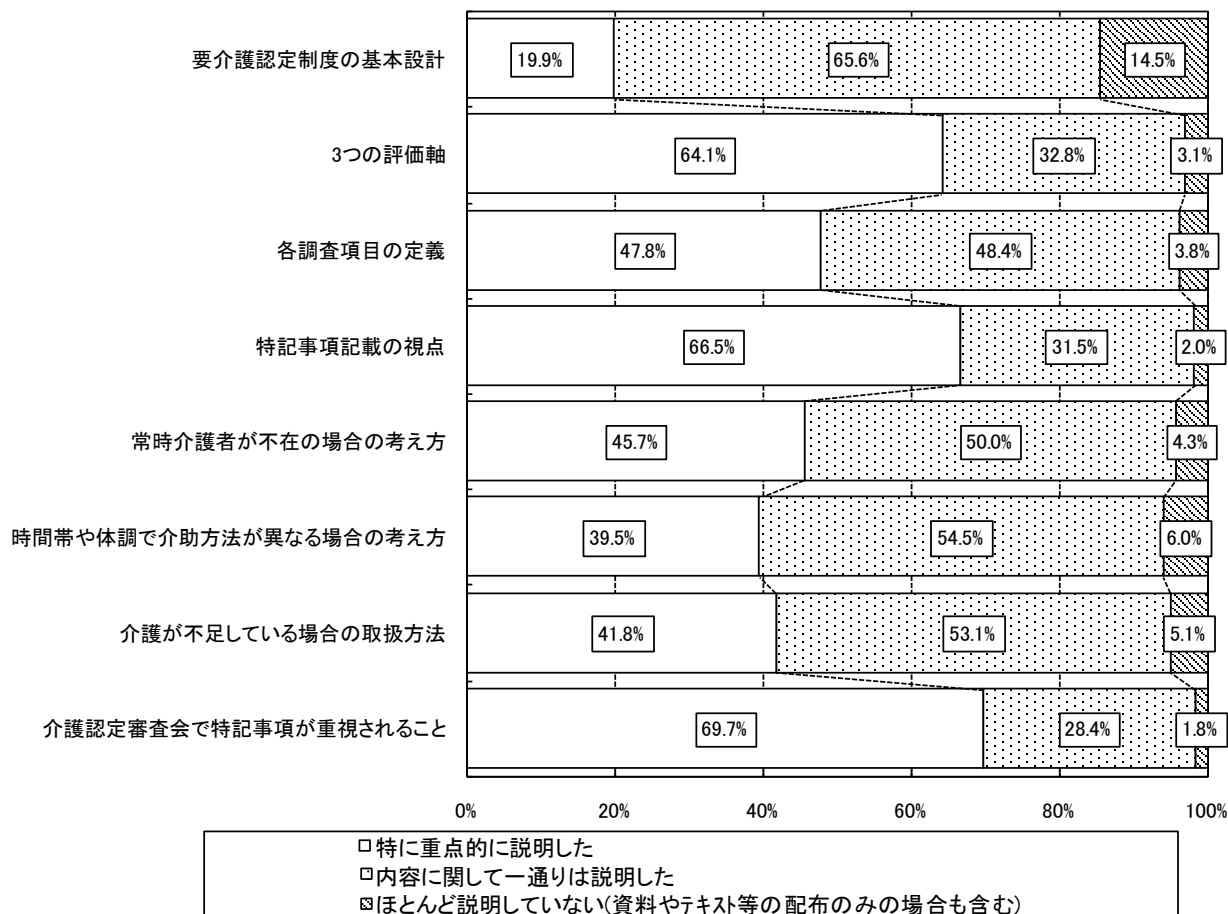 要介護認定制度の基本設計
19.9%
65.6%
14.5%
3つの評価軸
64.1%
32.8%
3.1%
各調査項目の定義
47.8%
48.4%
3.8%
特記事項記載の視点
66.5%
31.5%
2.0%
常時介護者が不在の場合の考え方
45.7%
50.0%
4.3%
時間帯や体調で介助方法が異なる場合の考え方
39.5%
54.5%
6.0%
介護が不足している場合の取扱方法
41.8%
53.1%
5.1%
介護認定審査会で特記事項が重視されること
69.7%
28.4%
1.8%
0% 20% 40% 60% 80% 100%
特に重点的に説明した
内容に関して一通りは説明した
ほとんど説明していない(資料やﾃｷｽﾄ等の配布のみの場合も含む)